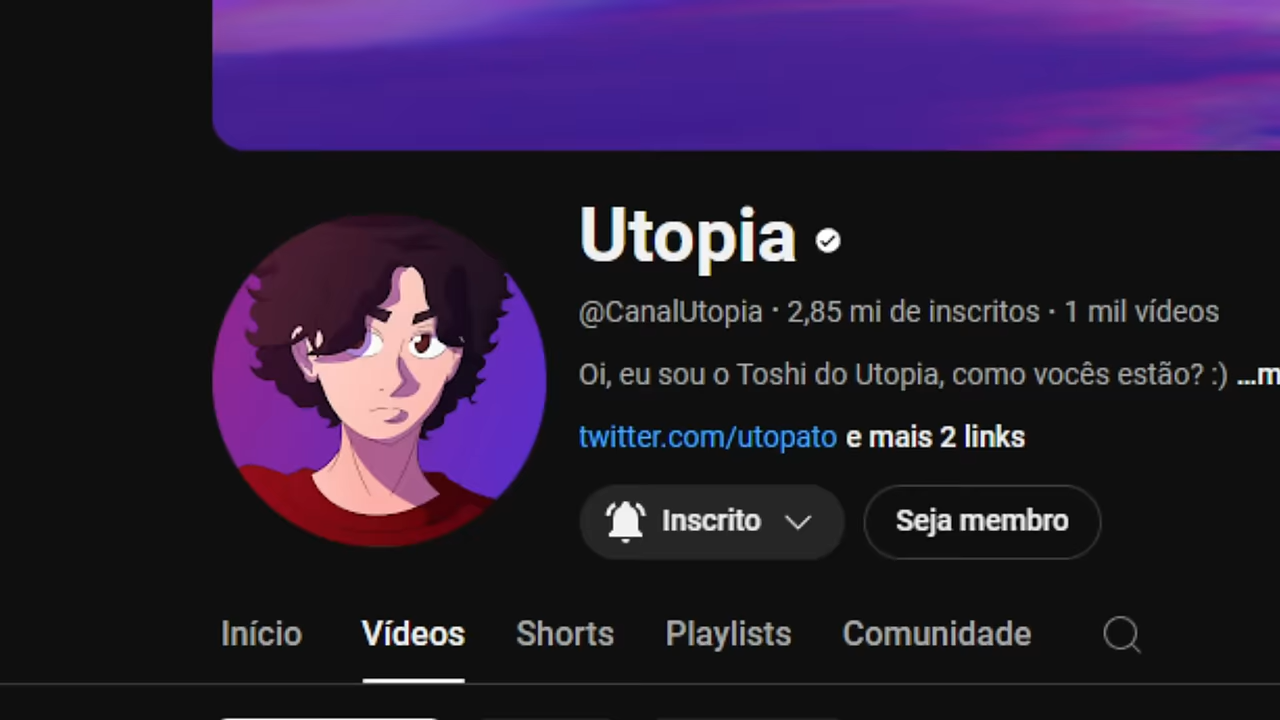 Utopia
@CanalUtopia · 2,85 mi de inscritos · 1 mil vídeos
Oi, eu sou o Toshi do Utopia, como vocês estão? :) ...m
twitter.com/utopato e mais 2 links
Inscrito Seja membro
Início Vídeos Shorts Playlists Comunidade